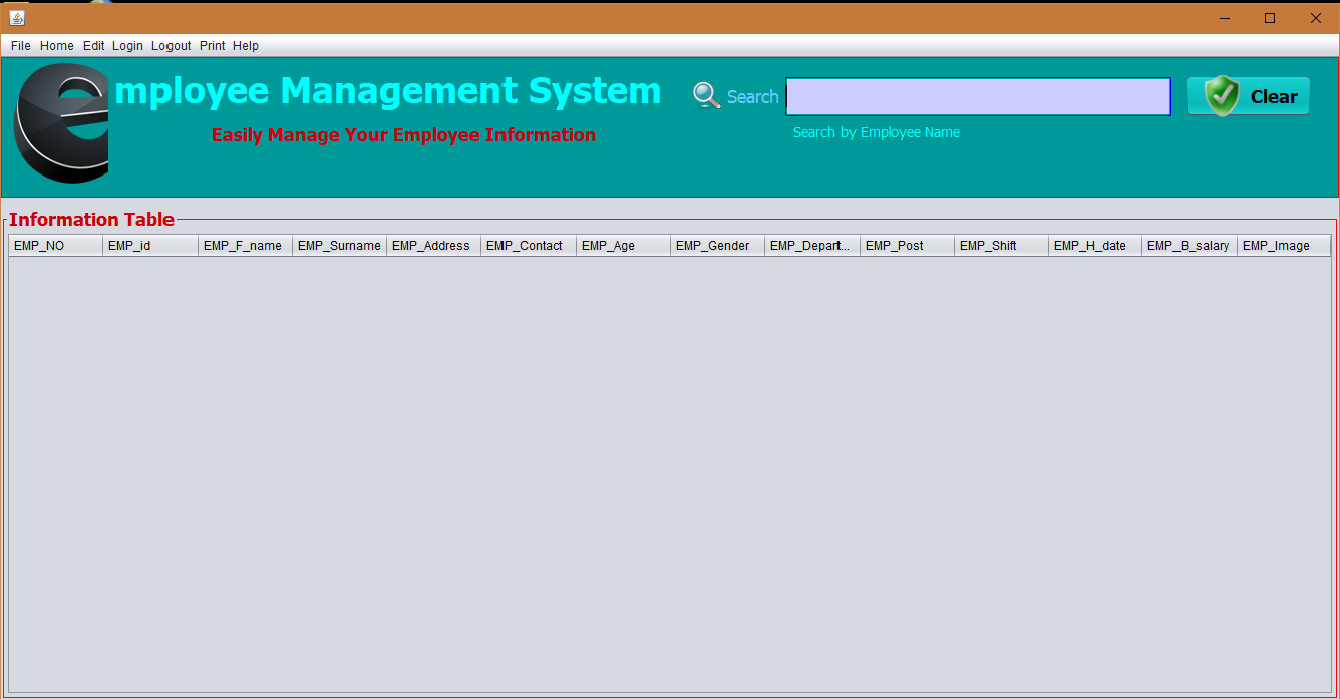 File Home Edit Login Logout Print Help
employee Management System
Easily Manage Your Employee Information
Search
Clear
Search by Employee Name
Information Table
EMP_NO EMP_id EMP_F_name EMP_Surname EMP_Address EMP_Contact EMP_Age EMP_Gender EMP_Depart... EMP_Post EMP_Shift EMP_H_date EMP_B_salary EMP_Image